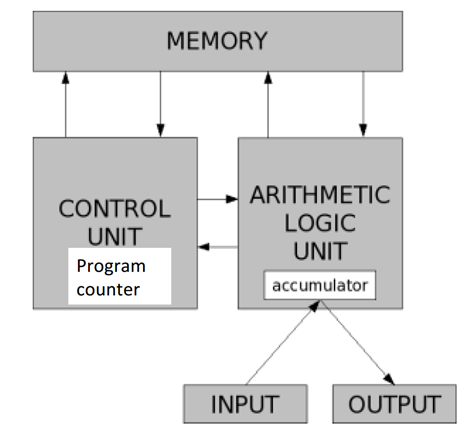 MEMORY
CONTROL
UNIT
Program
counter
ARITHMETIC
LOGIC
UNIT
accumulator
INPUT
OUTPUT